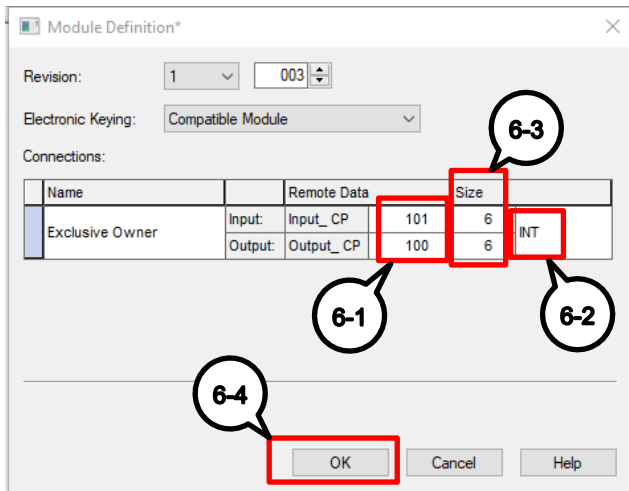 Module Definition*
Revision: 1 003
Electronic Keying: Compatible Module
6-3
Connections:
Name Remote Data Size
Exclusive Owner Input: Input_ CP 101 6 INT
Output: Output_ CP 100 6
6-1 6-2
6-4
OK Cancel Help